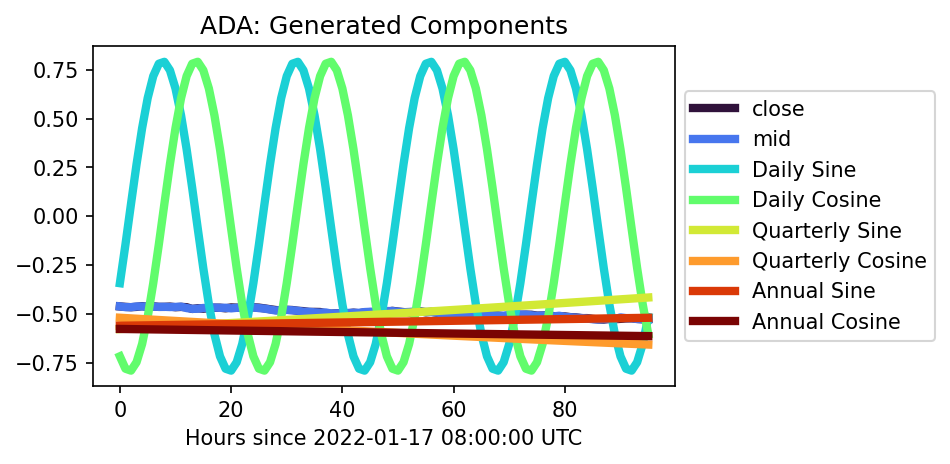 ADA: Generated Components
0.75
0.50
0.25
0.00
−0.25
−0.50
−0.75
0 20 40 60 80
Hours since 2022-01-17 08:00:00 UTC
close
mid
Daily Sine
Daily Cosine
Quarterly Sine
Quarterly Cosine
Annual Sine
Annual Cosine